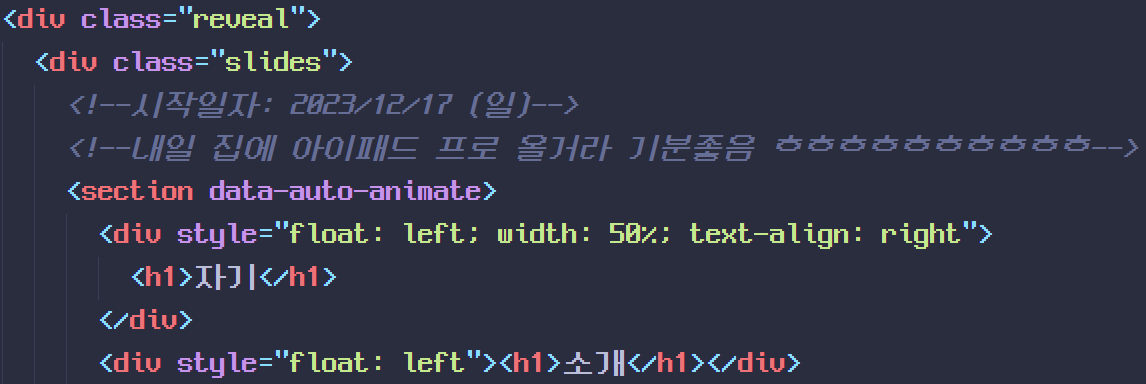 <div class="reveal">
<div class="slides">
<!--시작일자: 2023/12/17 (일)-->
<!--내일 집에 아이패드 프로 올거라 기분좋음 ㅎㅎㅎㅎㅎㅎㅎㅎㅎㅎ-->
<section data-auto-animate>
<div style="float: left; width: 50%; text-align: right">
<h1>자기</h1>
</div>
<div style="float: left"><h1>소개</h1></div>